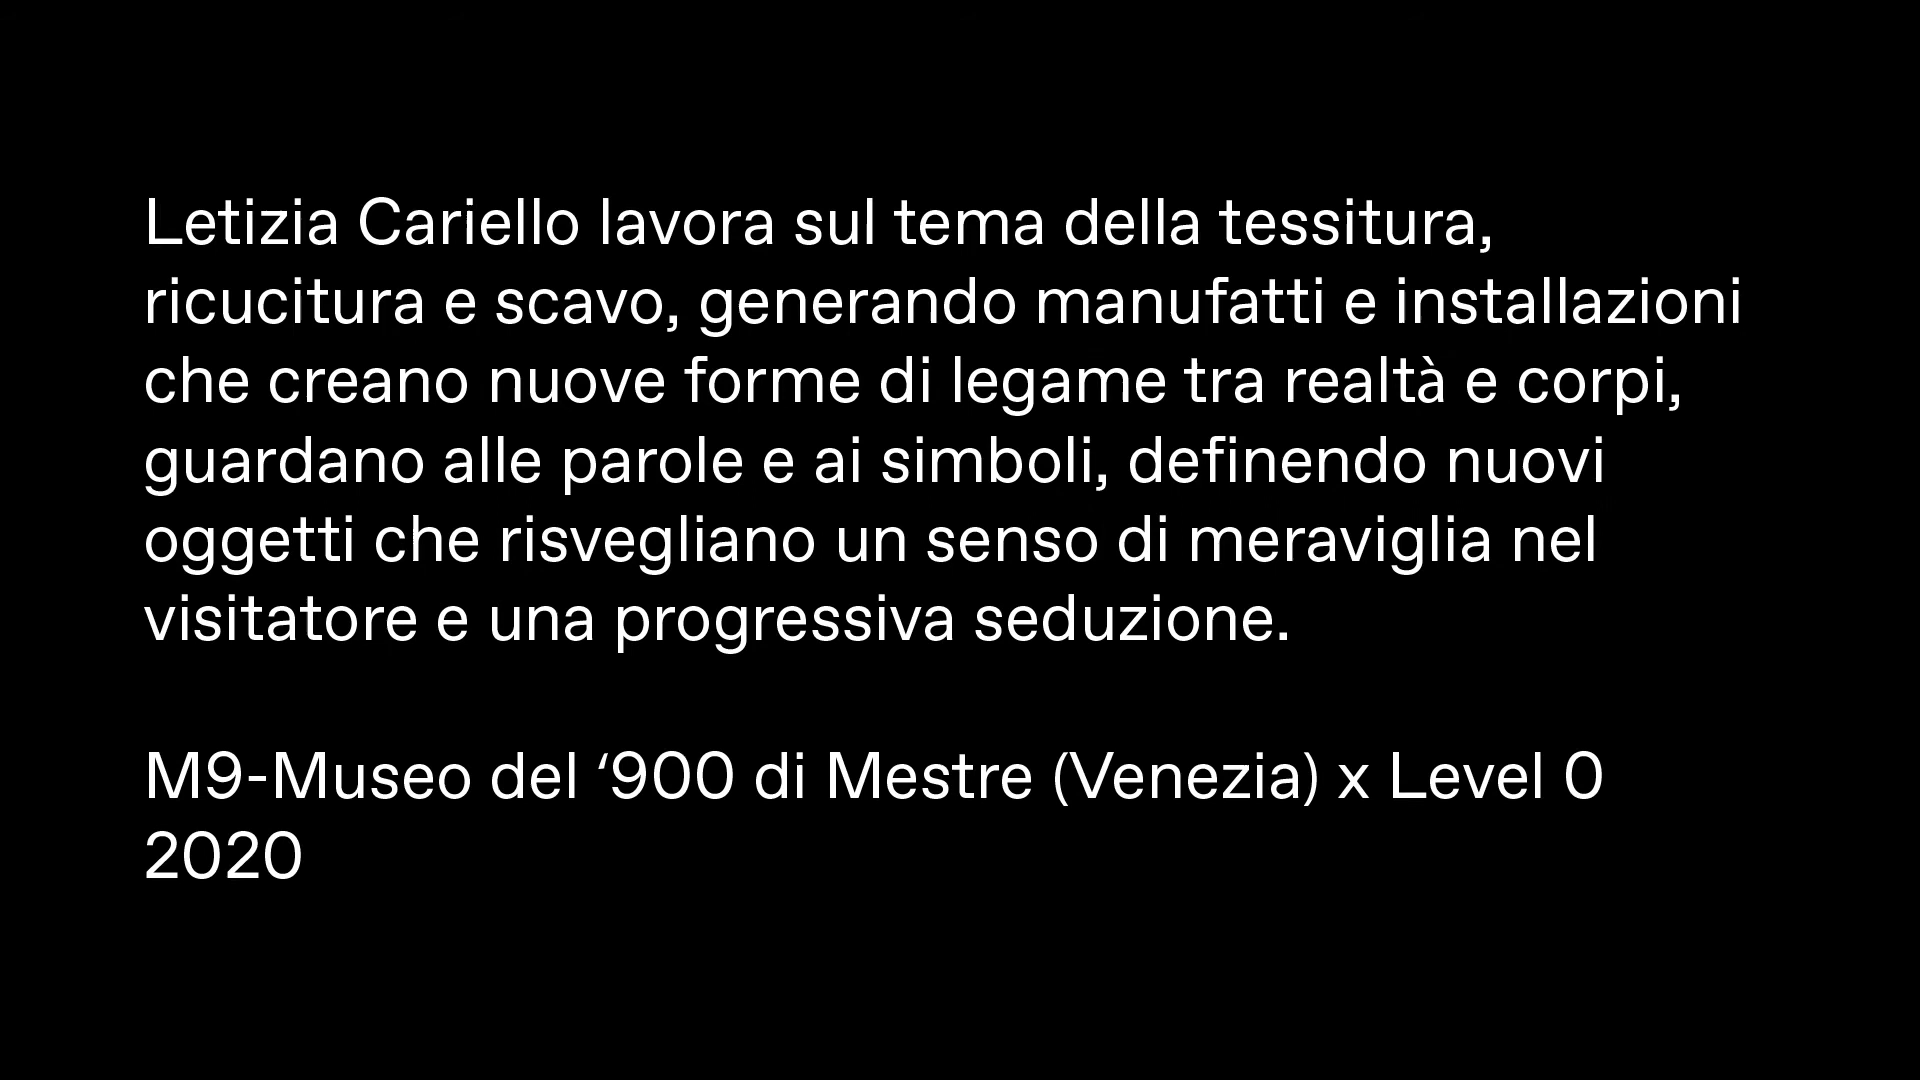 Letizia Cariello lavora sul tema della tessitura,
ricucitura e scavo, generando manufatti e installazioni
che creano nuove forme di legame tra realtà e corpi,
guardano alle parole e ai simboli, definendo nuovi
oggetti che risvegliano un senso di meraviglia nel
visitatore e una progressiva seduzione.
M9-Museo del ‘900 di Mestre (Venezia) x Level 0
2020